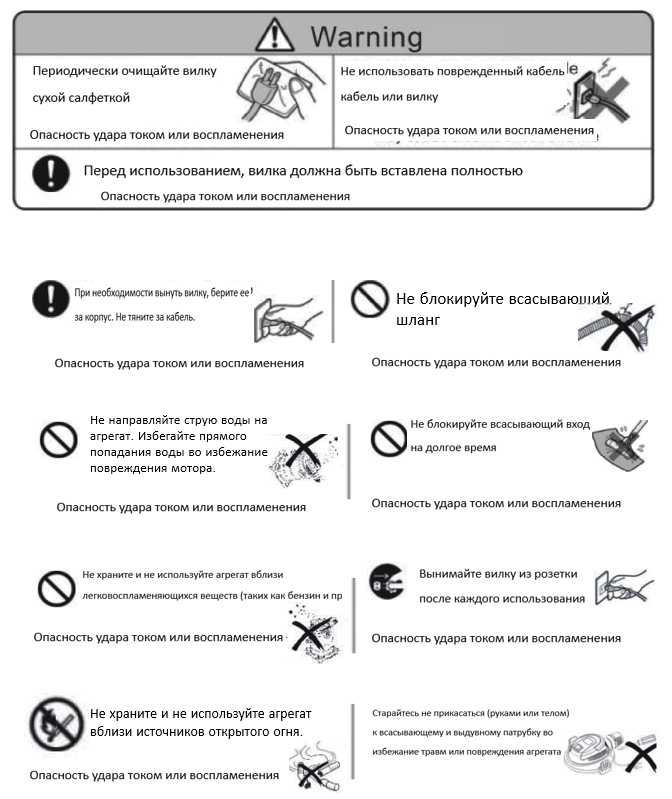 Warning
Периодически очищайте вилку
сухой салфеткой
Опасность удара током или воспламенения
Не использовать поврежденный кабель
кабель или вилку
Опасность удара током или воспламенения
Перед использованием, вилка должна быть вставлена полностью
Опасность удара током или воспламенения
При необходимости вынуть вилку, берите ее
за корпус. Не тяните за кабель.
Опасность удара током или воспламенения
Не блокируйте всасывающий
шланг
Опасность удара током или воспламенения
Не направляйте струю воды на
агрегат. Избегайте прямого
попадания воды во избежание
повреждения мотора.
Опасность удара током или воспламенения
Не блокируйте всасывающий вход
на долгое время
Опасность удара током или воспламенения
Не храните и не используйте агрегат вблизи
легковоспламеняющихся веществ (таких как бензин и пр
Опасность удара током или воспламенения
Вынимайте вилку из розетки
после каждого использования
Опасность удара током или воспламенения
Не храните и не используйте агрегат
вблизи источников открытого огня.
Опасность удара током или воспламенения
Старайтесь не прикасаться (руками или телом)
к всасывающему и выдувному патрубку во
избежание травм или повреждения агрегата